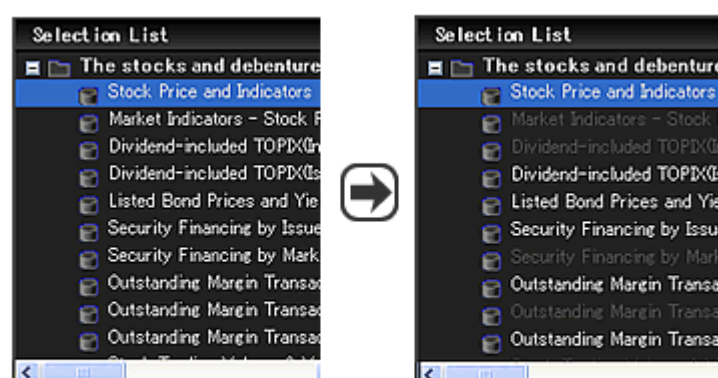 Selection List
The stocks and debenture
Stock Price and Indicators
Market Indicators - Stock
Dividend-included TOPIX(In
Dividend-included TOPIX(Is
Listed Bond Prices and Yie
Security Financing by Issue
Security Financing by Mark
Outstanding Margin Transac
Outstanding Margin Transac
Outstanding Margin Transac
Selection List
The stocks and debenture
Stock Price and Indicators
Market Indicators - Stock
Dividend-included TOPIX(In
Dividend-included TOPIX(Is
Listed Bond Prices and Yie
Security Financing by Issu
Security Financing by Mark
Outstanding Margin Transa
Outstanding Margin Transa
Outstanding Margin Transa